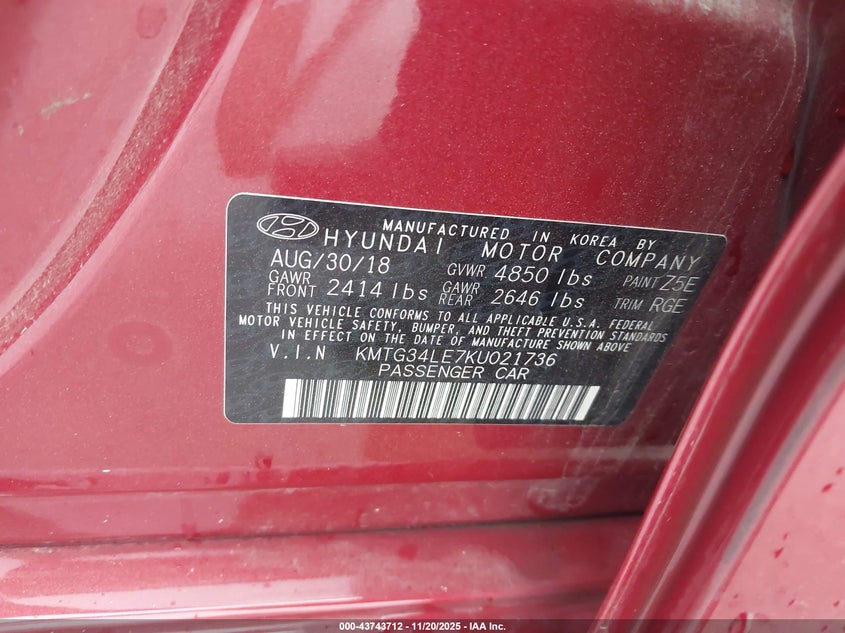 MANUFACTURED IN KOREA BY
HYUNDAI MOTOR COMPANY
AUG/30/18 GVWR 4850 lbs PAINT Z5E
GAWR FRONT 2414 lbs GAWR REAR 2646 lbs TRIM RGE
THIS VEHICLE CONFORMS TO ALL APPLICABLE U.S.A. FEDERAL
MOTOR VEHICLE SAFETY, BUMPER, AND THEFT PREVENTION STANDARDS
IN EFFECT ON THE DATE OF MANUFACTURE SHOWN ABOVE
V.I.N KMTG34LE7KU021736
PASSENGER CAR
000-43743712 - 11/20/2025 - IAA Inc.